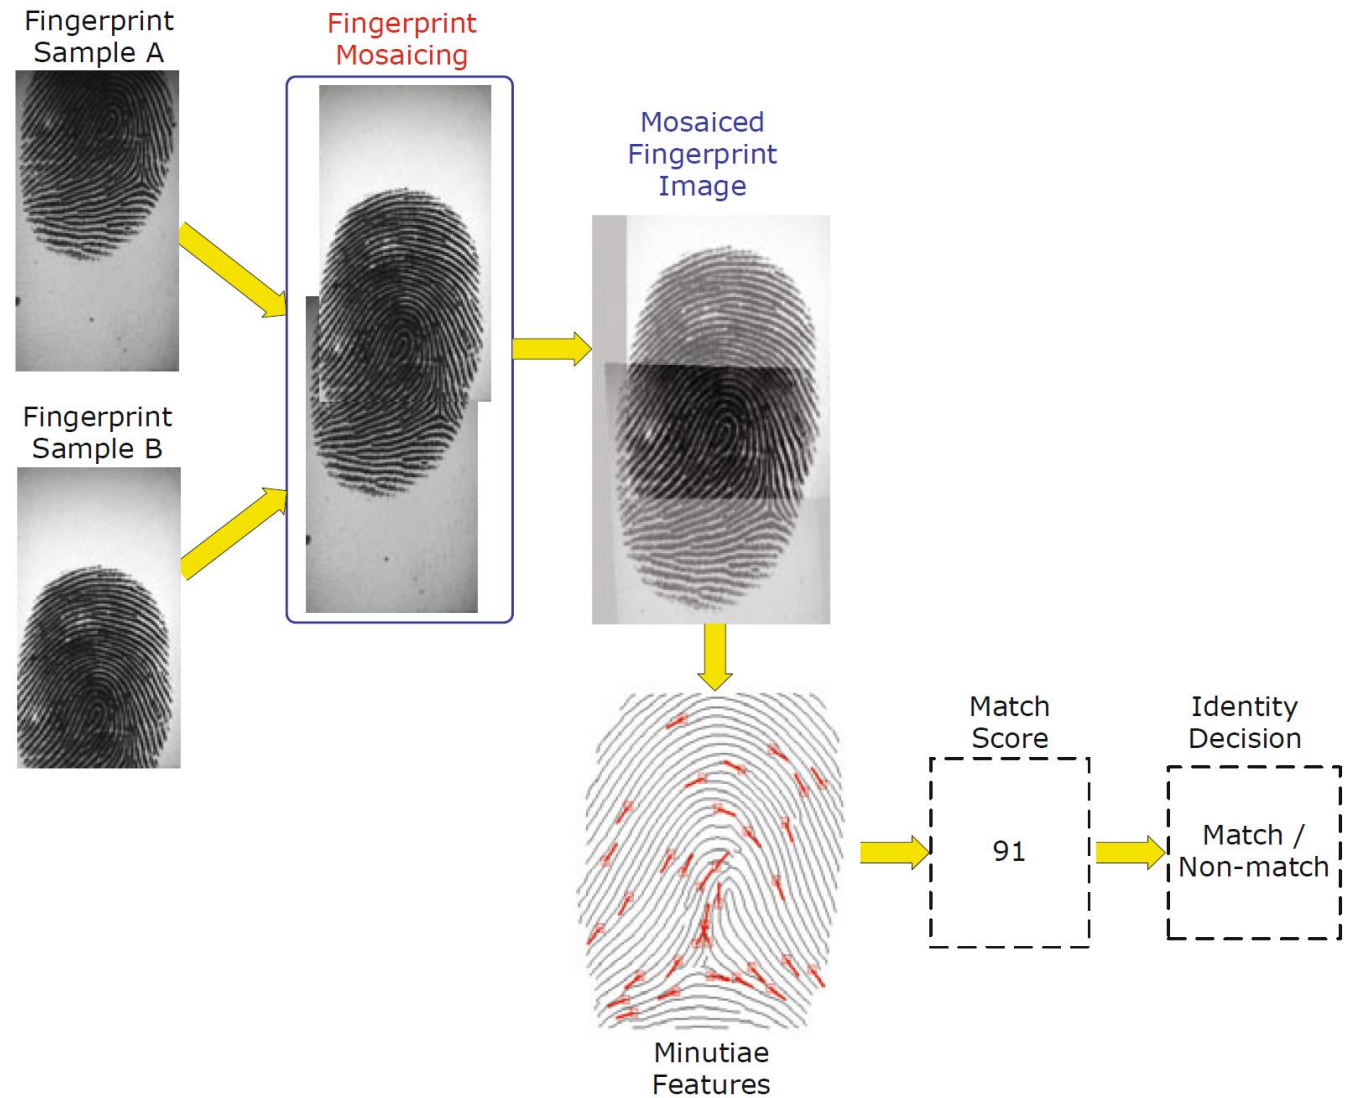 Fingerprint
Sample A
Fingerprint
Mosaicing
Mosaiced
Fingerprint
Image
Fingerprint
Sample B
Match
Score
Identity
Decision
91
Match /
Non-match
Minutiae
Features